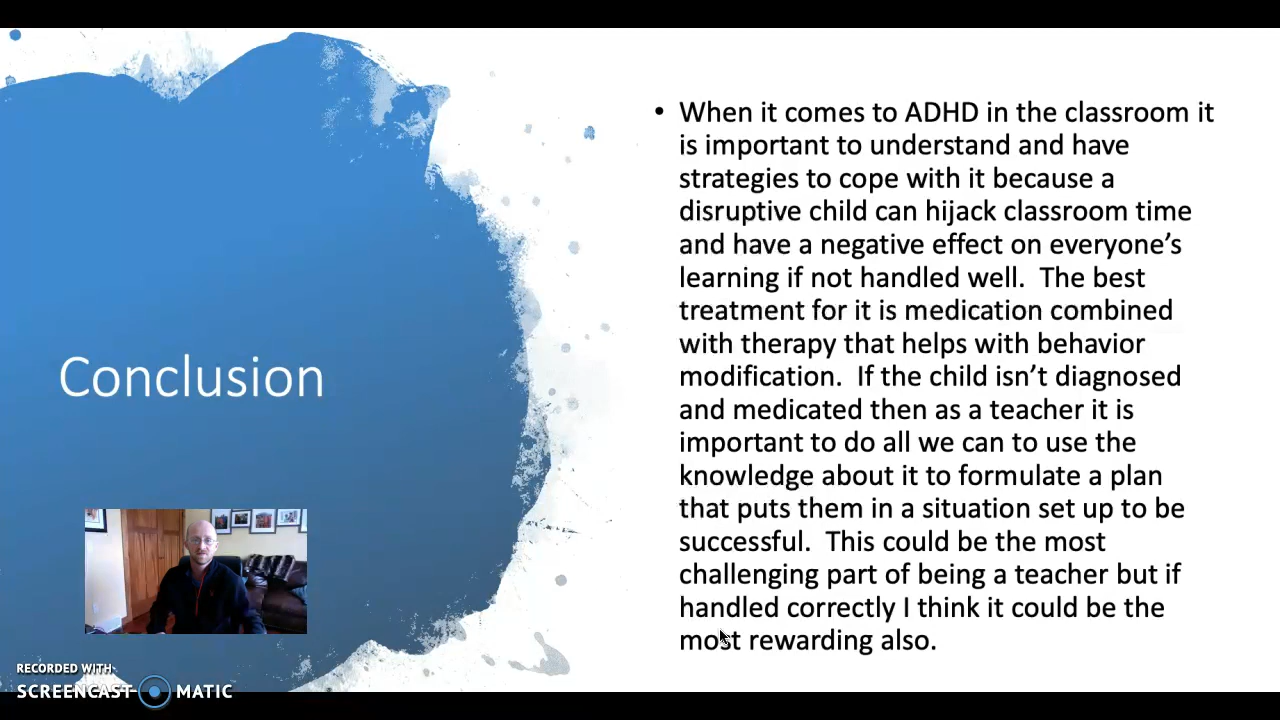 Conclusion
• When it comes to ADHD in the classroom it
is important to understand and have
strategies to cope with it because a
disruptive child can hijack classroom time
and have a negative effect on everyone’s
learning if not handled well.  The best
treatment for it is medication combined
with therapy that helps with behavior
modification.  If the child isn’t diagnosed
and medicated then as a teacher it is
important to do all we can to use the
knowledge about it to formulate a plan
that puts them in a situation set up to be
successful.  This could be the most
challenging part of being a teacher but if
handled correctly I think it could be the
most rewarding also.
RECORDED WITH
SCREENCAST MATIC